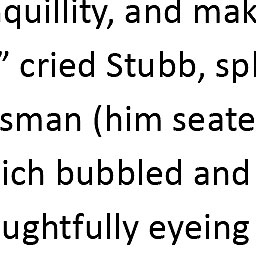 quillity, and mak
” cried Stubb, spl
sman (him seate
ich bubbled and
ughtfully eyeing